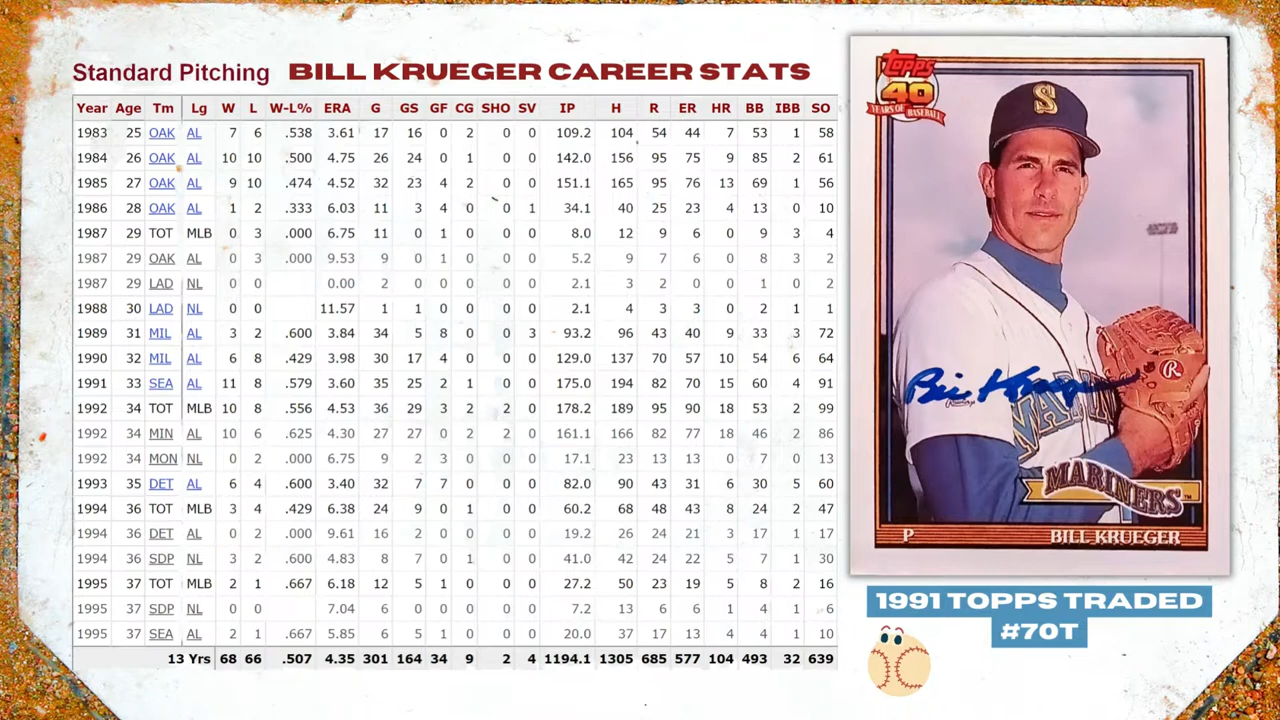 Standard Pitching BILL KRUEGER CAREER STATS
Year Age Tm Lg W L W-L% ERA G GS GF CG SHO SV IP H R ER HR BB IBB SO
1983 25 OAK AL 7 6 .538 3.61 17 16 0 2 0 0 109.2 104 54 44 7 53 1 58
1984 26 OAK AL 10 10 .500 4.75 26 24 0 1 0 0 142.0 156 95 75 9 85 2 61
1985 27 OAK AL 9 10 .474 4.52 32 23 4 2 0 0 151.1 165 95 76 13 69 1 56
1986 28 OAK AL 1 2 .333 6.03 11 3 4 0 0 1 34.1 40 25 23 4 13 0 10
1987 29 TOT MLB 0 3 .000 6.75 11 0 1 0 0 0 8.0 12 9 6 0 9 3 4
1987 29 OAK AL 0 3 .000 9.53 9 0 1 0 0 0 5.2 9 7 6 0 8 3 2
1987 29 LAD NL 0 0 0.00 2 0 0 0 0 0 2.1 3 2 0 0 1 0 2
1988 30 LAD NL 0 0 11.57 1 1 0 0 0 0 2.1 4 3 3 0 2 1 1
1989 31 MIL AL 3 2 .600 3.84 34 5 8 0 0 3 93.2 96 43 40 9 33 3 72
1990 32 MIL AL 6 8 .429 3.98 30 17 4 0 0 0 129.0 137 70 57 10 54 6 64
1991 33 SEA AL 11 8 .579 3.60 35 25 2 1 0 0 175.0 194 82 70 15 60 4 91
1992 34 TOT MLB 10 8 .556 4.53 36 29 3 2 2 0 178.2 189 95 90 18 53 2 99
1992 34 MIN AL 10 6 .625 4.30 27 27 0 2 2 0 161.1 166 82 77 18 46 2 86
1992 34 MON NL 0 2 .000 6.75 9 2 3 0 0 0 17.1 23 13 13 0 7 0 13
1993 35 DET AL 6 4 .600 3.40 32 7 7 0 0 0 82.0 90 43 31 6 30 5 60
1994 36 TOT MLB 3 4 .429 6.38 24 9 0 1 0 0 60.2 68 48 43 8 24 2 47
1994 36 DET AL 0 2 .000 9.61 16 2 0 0 0 0 19.2 26 24 21 3 17 1 17
1994 36 SDP NL 3 2 .600 4.83 8 7 0 1 0 0 41.0 42 24 22 5 7 1 30
1995 37 TOT MLB 2 1 .667 6.18 12 5 1 0 0 0 27.2 50 23 19 5 8 2 16
1995 37 SDP NL 0 0 7.04 6 0 0 0 0 0 7.2 13 6 6 1 4 1 6
1995 37 SEA AL 2 1 .667 5.85 6 5 1 0 0 0 20.0 37 17 13 4 4 1 10
13 Yrs 68 66 .507 4.35 301 164 34 9 2 4 1194.1 1305 685 577 104 493 32 639
Topps
40
YEARS OF BASEBALL
S
R
Bill Krueger
MARINERS™
P BILL KRUEGER
1991 TOPPS TRADED
#70T